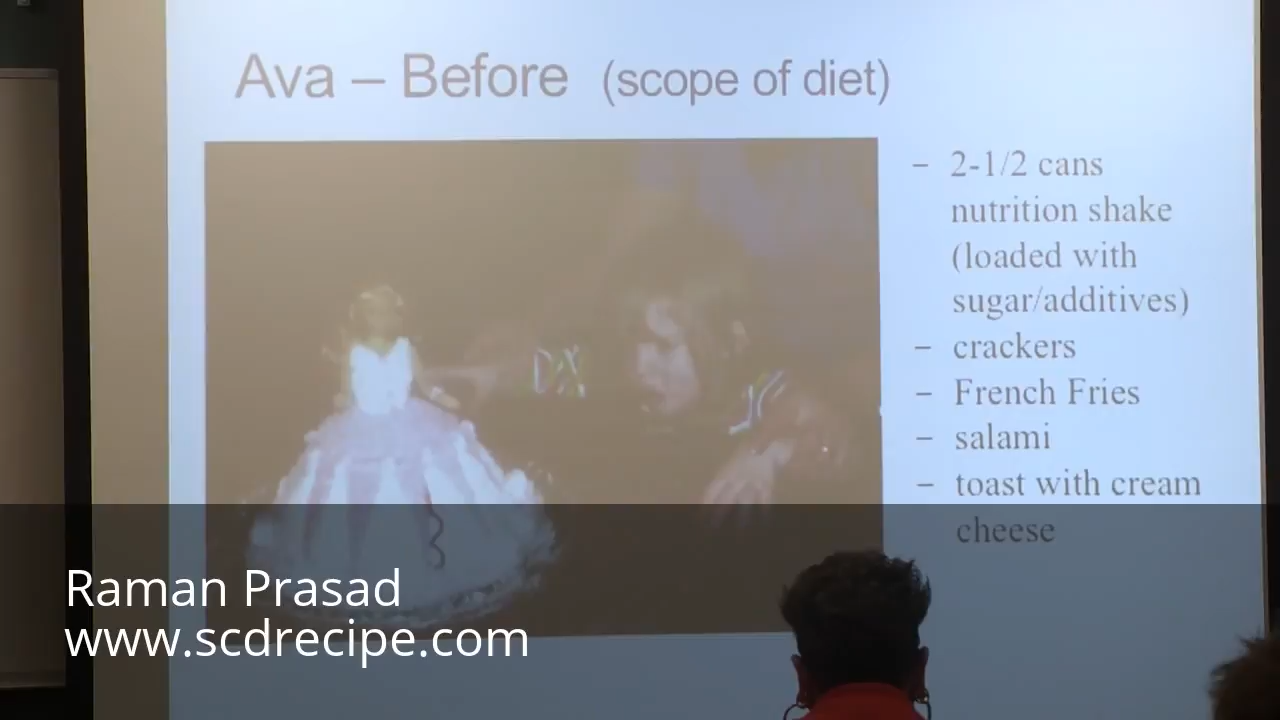 Ava – Before (scope of diet)
– 2-1/2 cans
nutrition shake
(loaded with
sugar/additives)
– crackers
– French Fries
– salami
– toast with cream
cheese
Raman Prasad
www.scdrecipe.com